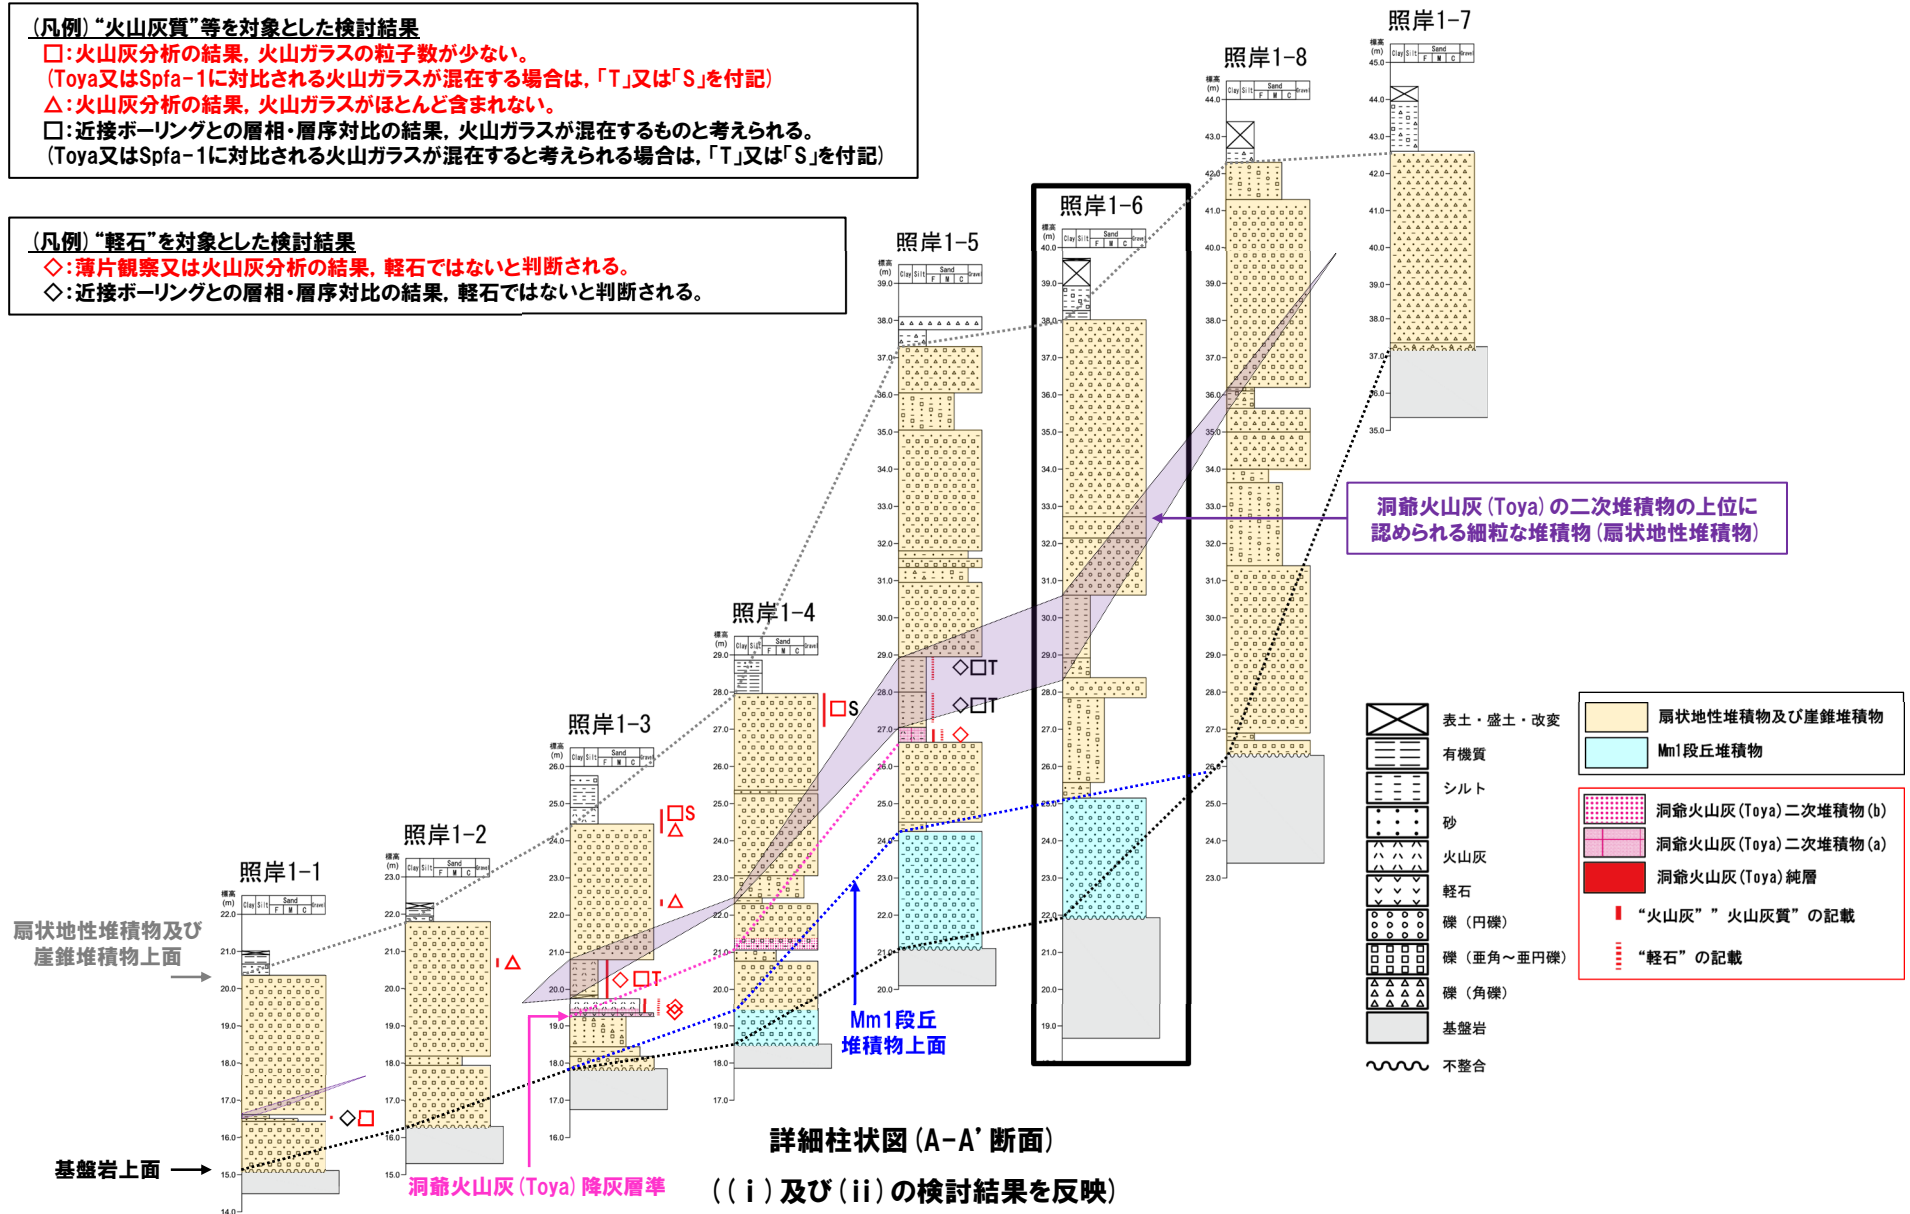 (凡例)“火山灰質”等を対象とした検討結果
□:火山灰分析の結果, 火山ガラスの粒子数が少ない。
(Toya又はSpfa-1に対比される火山ガラスが混在する場合は,「T」又は「S」を付記)
△:火山灰分析の結果, 火山ガラスがほとんど含まれない。
□:近接ボーリングとの層相・層序対比の結果, 火山ガラスが混在するものと考えられる。
(Toya又はSpfa-1に対比される火山ガラスが混在すると考えられる場合は,「T」又は「S」を付記)
(凡例)“軽石”を対象とした検討結果
◇:薄片観察又は火山灰分析の結果, 軽石ではないと判断される。
◇:近接ボーリングとの層相・層序対比の結果, 軽石ではないと判断される。
照岸1-7
照岸1-8
照岸1-6
照岸1-5
照岸1-4
照岸1-3
照岸1-2
照岸1-1
標高
(m)
Clay Silt Sand Gravel
F M C
□S
□S
△
△
△
◇□T
◇□T
◇□T
◇
◇□
洞爺火山灰(Toya)の二次堆積物の上位に
認められる細粒な堆積物(扇状地性堆積物)
扇状地性堆積物及び
崖錐堆積物上面
基盤岩上面
洞爺火山灰(Toya)降灰層準
Mm1段丘
堆積物上面
表土・盛土・改変
有機質
シルト
砂
火山灰
軽石
礫(円礫)
礫(亜角～亜円礫)
礫(角礫)
基盤岩
不整合
扇状地性堆積物及び崖錐堆積物
Mm1段丘堆積物
洞爺火山灰(Toya)二次堆積物(b)
洞爺火山灰(Toya)二次堆積物(a)
洞爺火山灰(Toya)純層
“火山灰”“火山灰質”の記載
“軽石”の記載
詳細柱状図(A-A’断面)
((ⅰ)及び(ⅱ)の検討結果を反映)